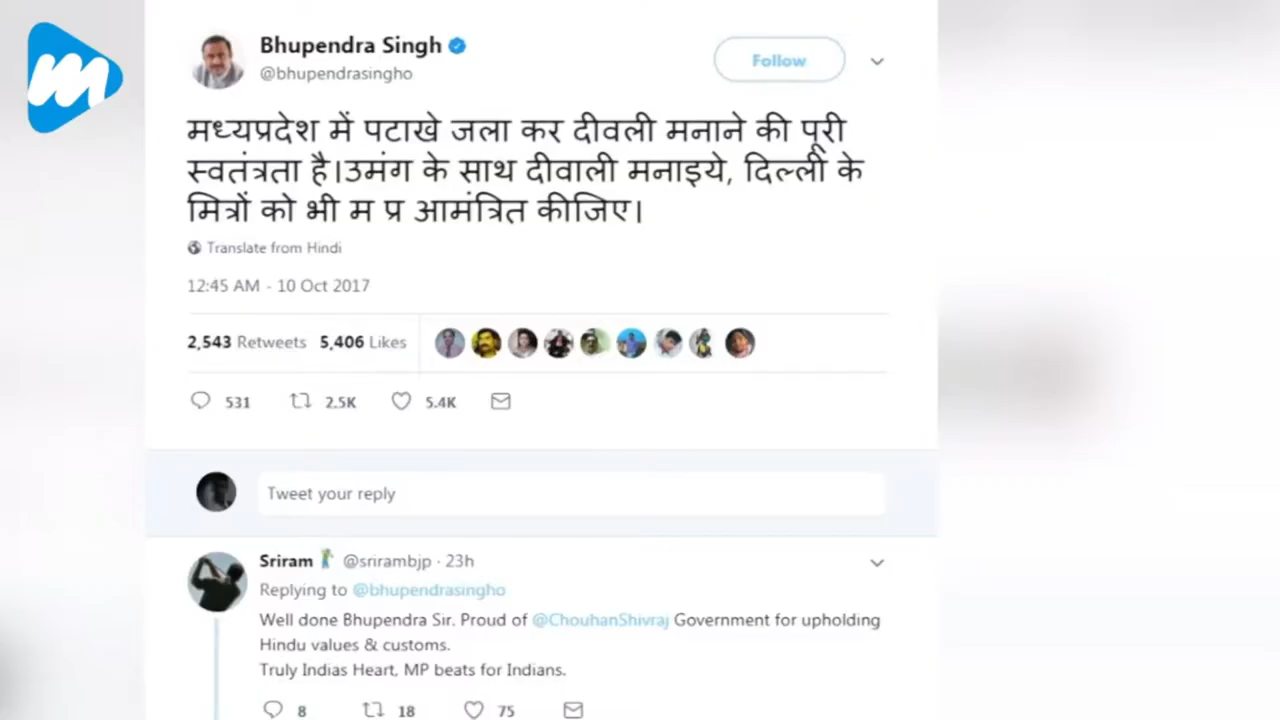 m
Bhupendra Singh
@bhupendrasingho
Follow
मध्यप्रदेश में पटाखे जला कर दीवली मनाने की पूरी
स्वतंत्रता है।उमंग के साथ दीवाली मनाइये, दिल्ली के
मित्रों को भी म प्र आमंत्रित कीजिए।
Translate from Hindi
12:45 AM - 10 Oct 2017
2,543 Retweets 5,406 Likes
531 2.5K 5.4K
Tweet your reply
Sriram @srirambjp · 23h
Replying to @bhupendrasingho
Well done Bhupendra Sir. Proud of @ChouhanShivraj Government for upholding
Hindu values & customs.
Truly Indias Heart, MP beats for Indians.
8 18 75